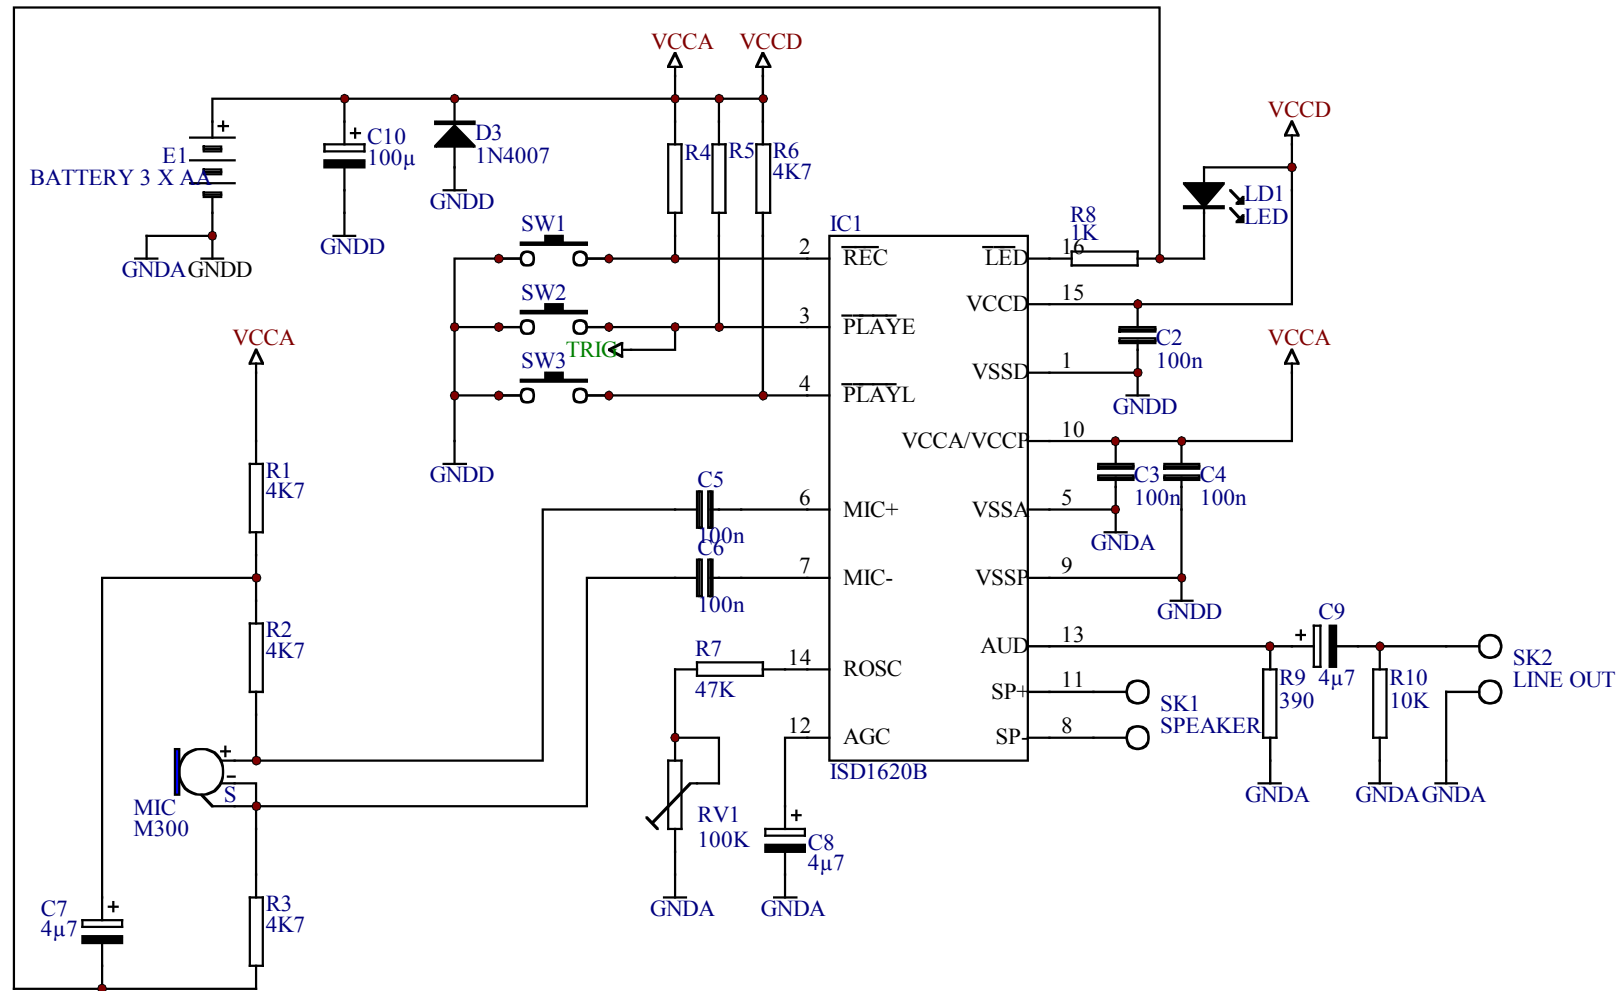 VCCA
VCCD
E1
BATTERY 3 X AA
+
+
C10
100µ
D3
1N4007
R4
R5
R6
4K7
GNDA
GNDD
GNDD
GNDD
VCCD
LD1
LED
SW1
SW2
TRIG
SW3
GNDD
IC1
2
REC
3
PLAYE
4
PLAYL
6
MIC+
7
MIC-
14
ROSC
12
AGC
ISD1620B
LED
16
R8
1K
VCCD
15
VSSD
1
C2
100n
GNDD
VCCA
VCCA/VCCP
10
C3
100n
C4
100n
VSSA
5
GNDA
VSSP
9
GNDD
AUD
13
SP+
11
SP-
8
SK1
SPEAKER
+
C9
4µ7
R9
390
R10
10K
SK2
LINE OUT
GNDA
GNDA
GNDA
VCCA
R1
4K7
R2
4K7
C5
100n
C6
100n
R7
47K
RV1
100K
GNDA
+
C8
4µ7
GNDA
+
-
S
MIC
M300
C7
4µ7
+
R3
4K7